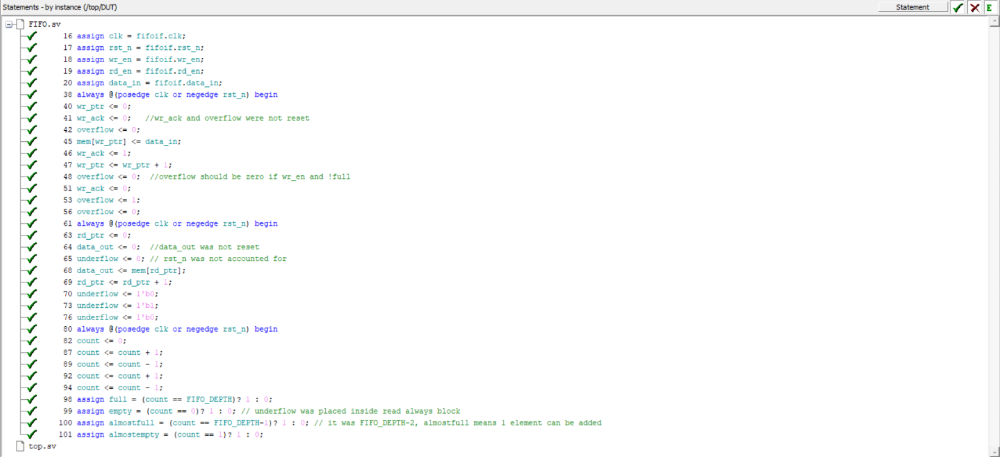 Statements - by instance (/top/DUT) Statement E
FIFO.sv
16 assign clk = fifoif.clk;
17 assign rst_n = fifoif.rst_n;
18 assign wr_en = fifoif.wr_en;
19 assign rd_en = fifoif.rd_en;
20 assign data_in = fifoif.data_in;
38 always @(posedge clk or negedge rst_n) begin
40 wr_ptr <= 0;
41 wr_ack <= 0; //wr_ack and overflow were not reset
42 overflow <= 0;
45 mem[wr_ptr] <= data_in;
46 wr_ack <= 1;
47 wr_ptr <= wr_ptr + 1;
48 overflow <= 0; //overflow should be zero if wr_en and !full
51 wr_ack <= 0;
53 overflow <= 1;
56 overflow <= 0;
61 always @(posedge clk or negedge rst_n) begin
63 rd_ptr <= 0;
64 data_out <= 0; //data_out was not reset
65 underflow <= 0; // rst_n was not accounted for
68 data_out <= mem[rd_ptr];
69 rd_ptr <= rd_ptr + 1;
70 underflow <= 1'b0;
73 underflow <= 1'b1;
76 underflow <= 1'b0;
80 always @(posedge clk or negedge rst_n) begin
82 count <= 0;
87 count <= count + 1;
89 count <= count - 1;
92 count <= count + 1;
94 count <= count - 1;
98 assign full = (count == FIFO_DEPTH)? 1 : 0;
99 assign empty = (count == 0)? 1 : 0; // underflow was placed inside read always block
100 assign almostfull = (count == FIFO_DEPTH-1)? 1 : 0; // it was FIFO_DEPTH-2, almostfull means 1 element can be added
101 assign almostempty = (count == 1)? 1 : 0;
top.sv